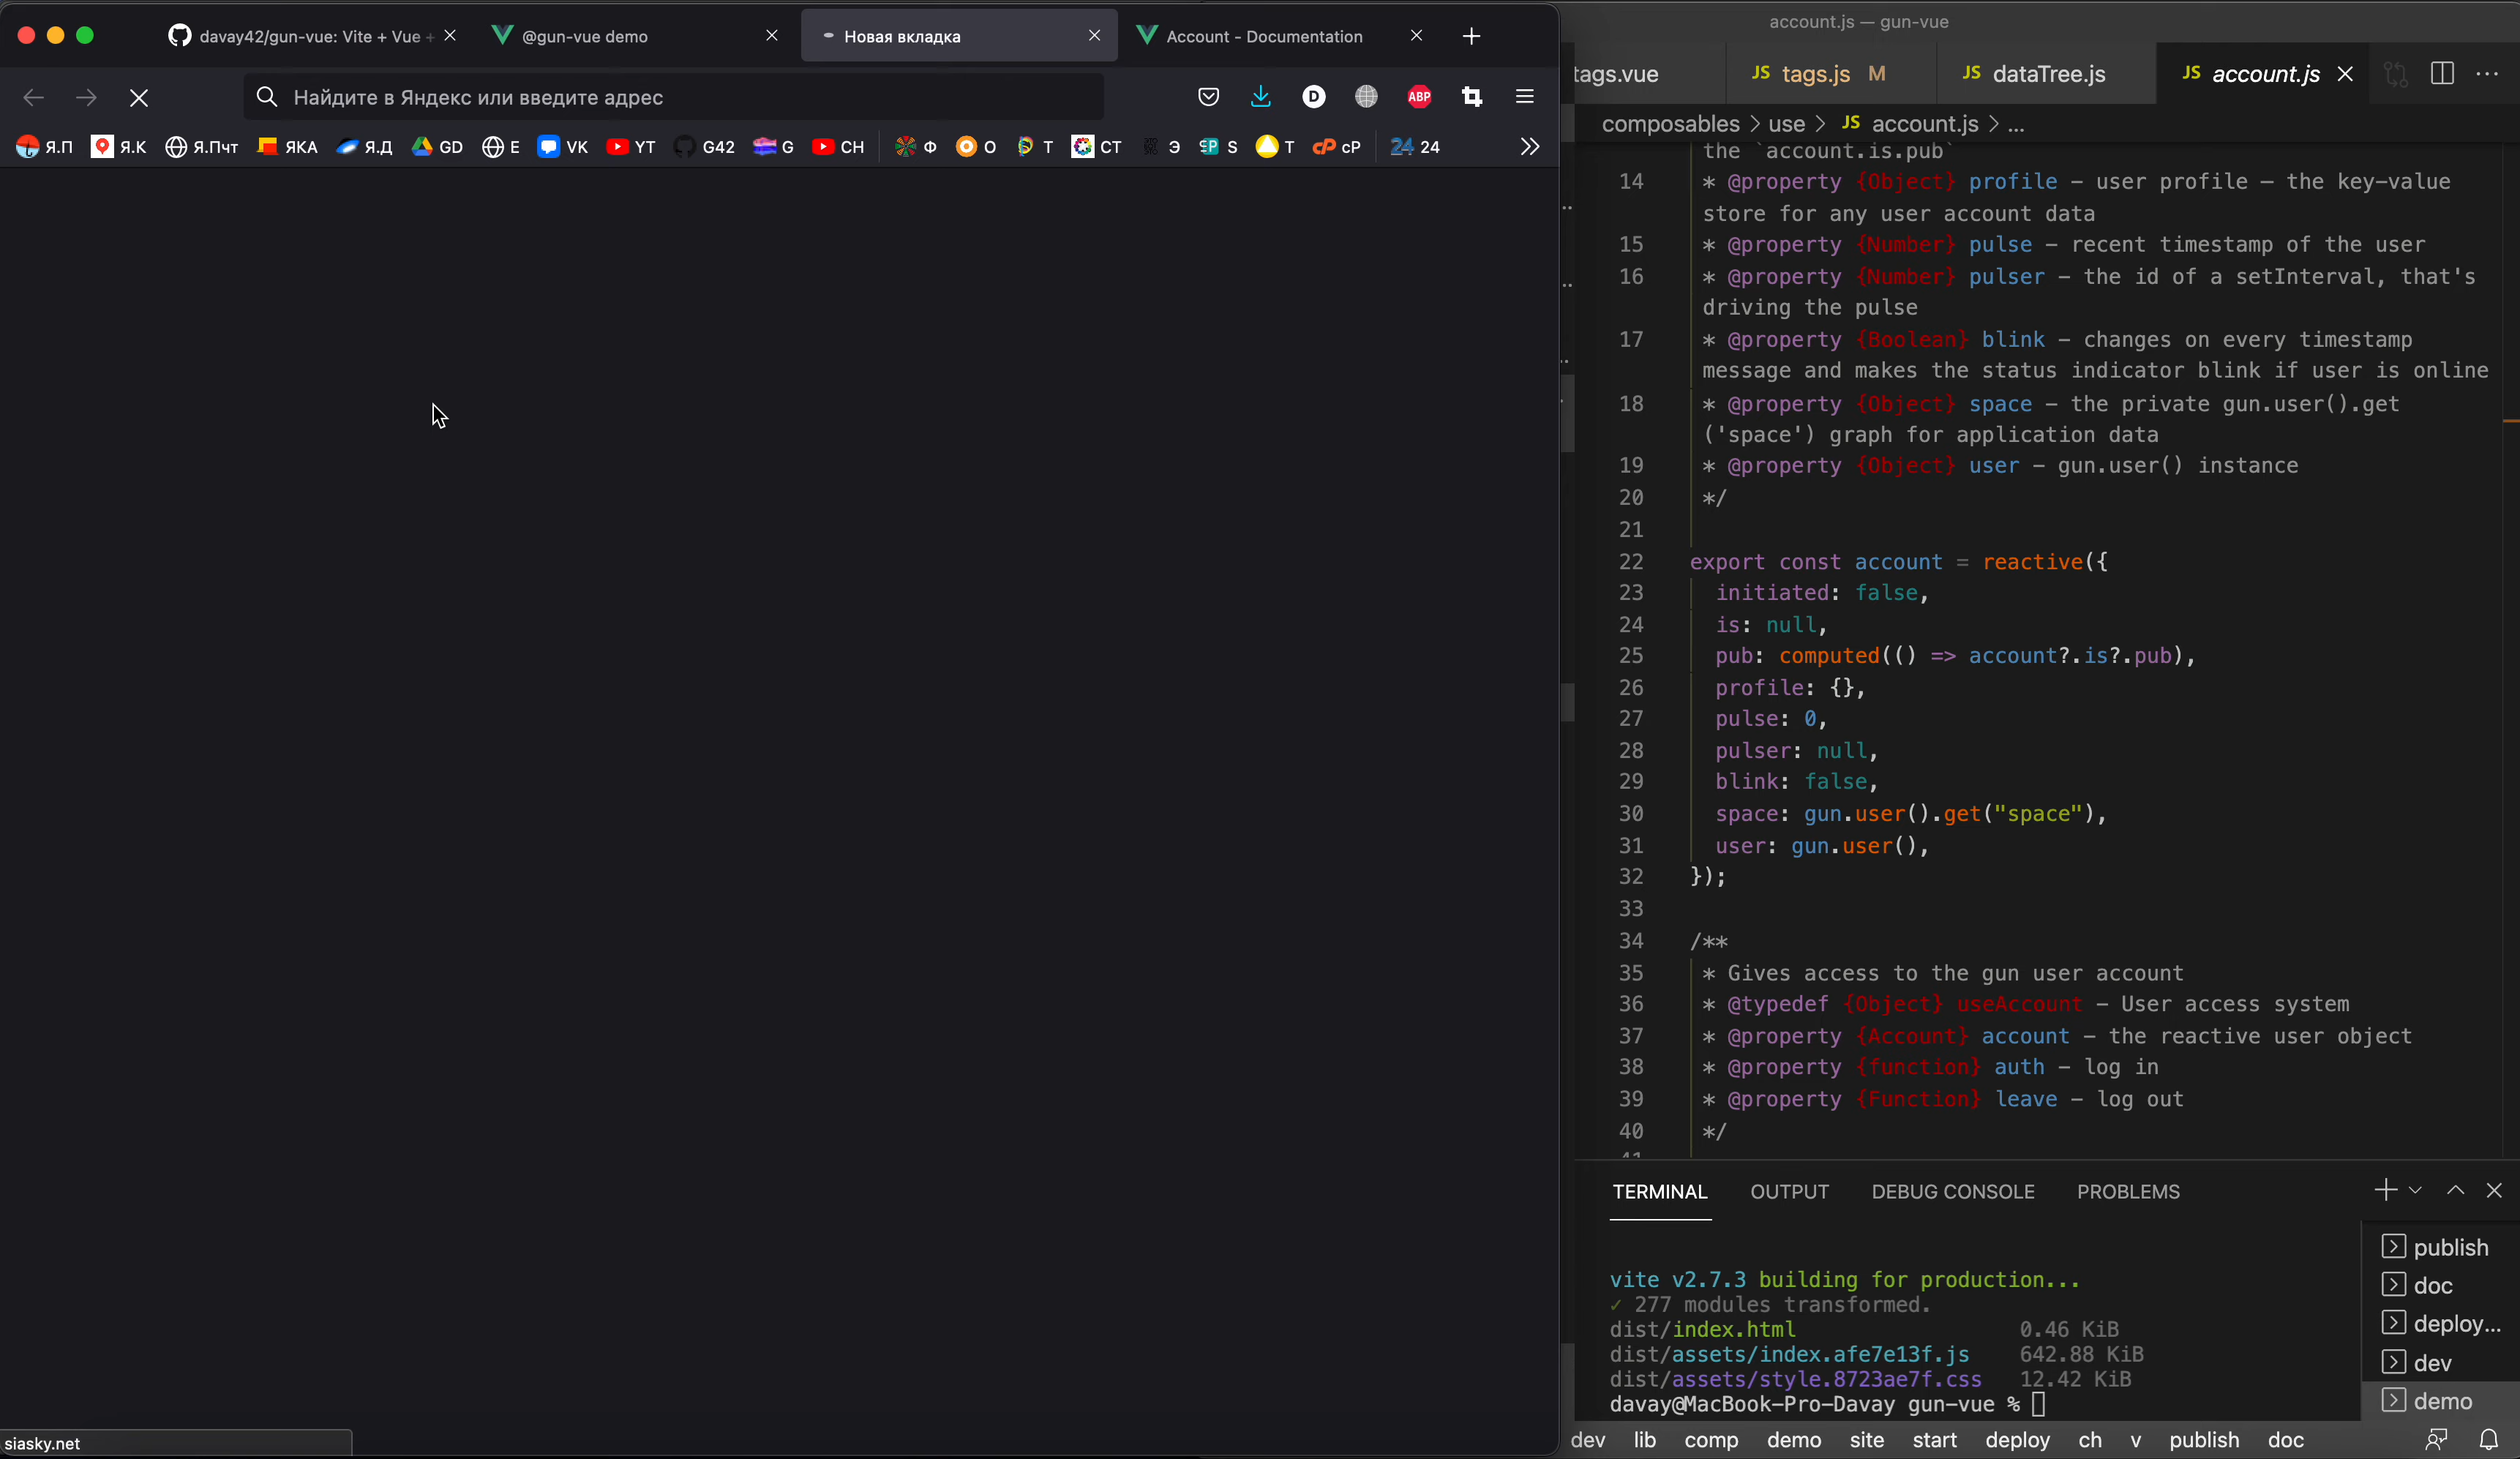 davay42/gun-vue: Vite + Vue +
@gun-vue demo
Новая вкладка
Account - Documentation
Найдите в Яндекс или введите адрес
Я.П Я.К Я.Пчт ЯКА Я.Д GD E VK YT G42 G CH Ф O T СТ Э S T cP 24 24
siasky.net
account.js — gun-vue
tags.vue JS tags.js M JS dataTree.js JS account.js
composables > use > JS account.js > ...
the `account.is.pub`
14 * @property {Object} profile - user profile - the key-value
store for any user account data
15 * @property {Number} pulse - recent timestamp of the user
16 * @property {Number} pulser - the id of a setInterval, that's
driving the pulse
17 * @property {Boolean} blink - changes on every timestamp
message and makes the status indicator blink if user is online
18 * @property {Object} space - the private gun.user().get
('space') graph for application data
19 * @property {Object} user - gun.user() instance
20 */
21
22 export const account = reactive({
23 initiated: false,
24 is: null,
25 pub: computed(() => account?.is?.pub),
26 profile: {},
27 pulse: 0,
28 pulser: null,
29 blink: false,
30 space: gun.user().get("space"),
31 user: gun.user(),
32 });
33
34 /**
35 * Gives access to the gun user account
36 * @typedef {Object} useAccount - User access system
37 * @property {Account} account - the reactive user object
38 * @property {function} auth - log in
39 * @property {Function} leave - log out
40 */
41
TERMINAL OUTPUT DEBUG CONSOLE PROBLEMS
vite v2.7.3 building for production...
✓ 277 modules transformed.
dist/index.html 0.46 KiB
dist/assets/index.afe7e13f.js 642.88 KiB
dist/assets/style.8723ae7f.css 12.42 KiB
davay@MacBook-Pro-Davay gun-vue %
publish
doc
deploy...
dev
demo
dev lib comp demo site start deploy ch v publish doc